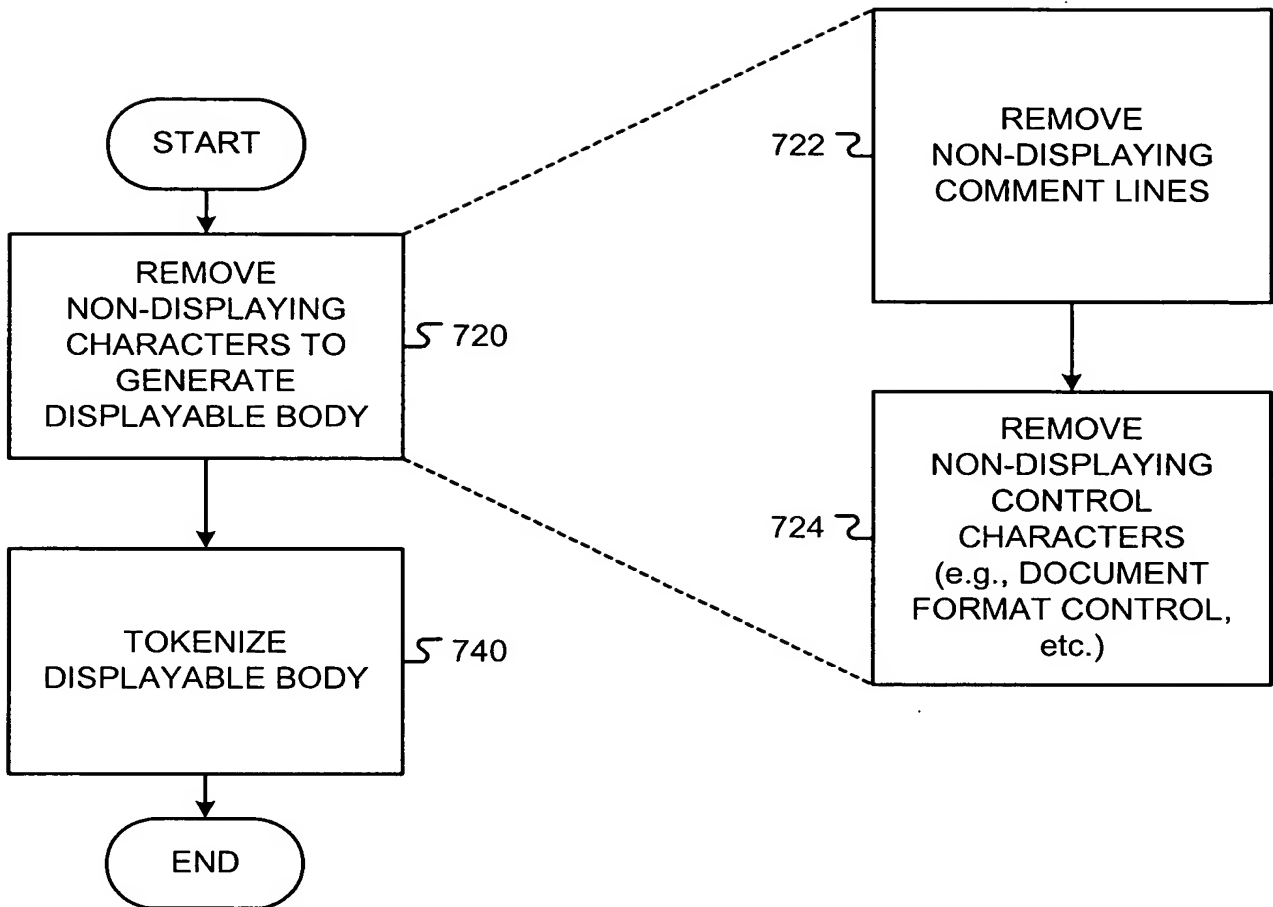 START
REMOVE
NON-DISPLAYING
CHARACTERS TO
GENERATE
DISPLAYABLE BODY
720
TOKENIZE
DISPLAYABLE BODY
740
END
722
REMOVE
NON-DISPLAYING
COMMENT LINES
724
REMOVE
NON-DISPLAYING
CONTROL
CHARACTERS
(e.g., DOCUMENT
FORMAT CONTROL,
etc.)